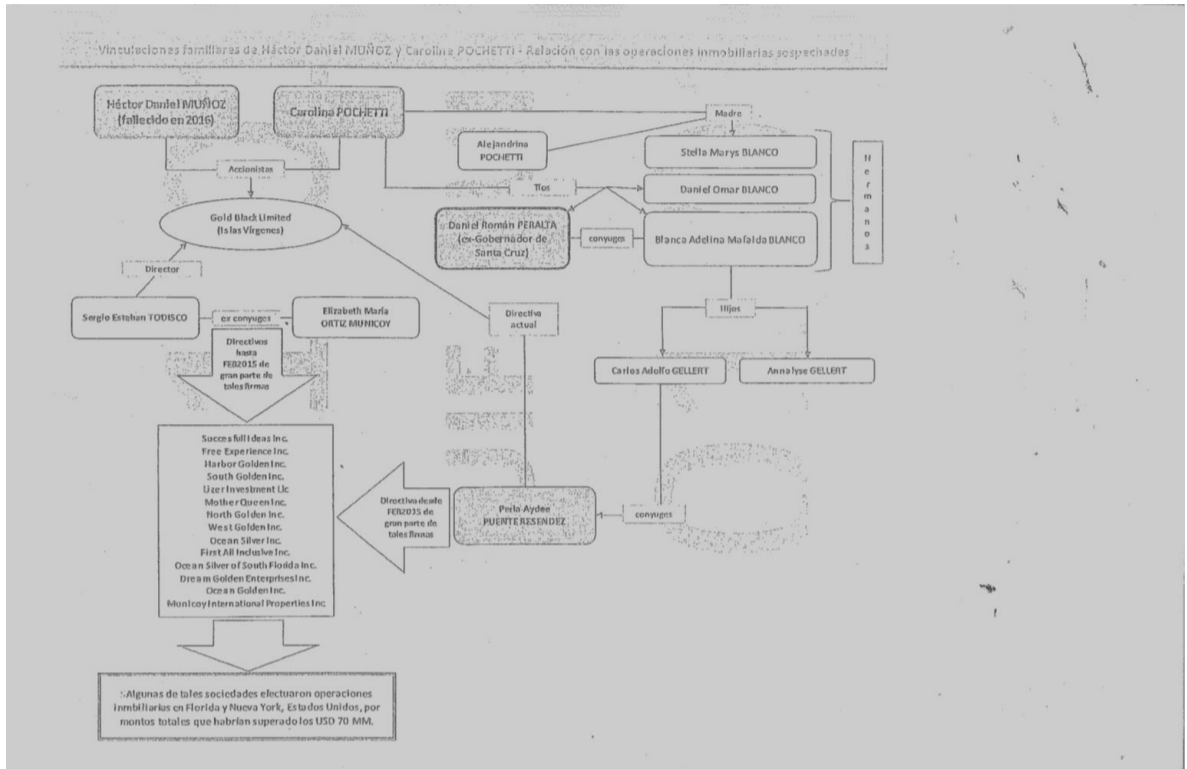 Vinculaciones familiares de Héctor Daniel MUÑOZ y Carolina POCHETTI - Relación con las operaciones inmobiliarias sospechadas
Héctor Daniel MUÑOZ
(fallecido en 2016)
Carolina POCHETTI
Madre
Alejandrina
POCHETTI
Stella Marys BLANCO
Accionistas
Tíos
Daniel Omar BLANCO
Hermanos
Gold Black Limited
(Islas Vírgenes)
Daniel Román PERALTA
(ex-Gobernador de
Santa Cruz)
conyuges
Blanca Adelina Mafalda BLANCO
Director
Sergio Esteban TODISCO
ex conyuges
Elizabeth María
ORTIZ MUNICOY
Directiva
actual
Hijos
Directivos
hasta
FEB2015 de
gran parte de
tales firmas
Carlos Adolfo GELLERT
Annalyse GELLERT
Succesfull Ideas Inc.
Free Experience Inc.
Harbor Golden Inc.
South Golden Inc.
Uzer Investment Llc
Mother Queen Inc.
North Golden Inc.
West Golden Inc.
Ocean Silver Inc.
First All Inclusive Inc.
Ocean Silver of South Florida Inc.
Dream Golden Enterprises Inc.
Ocean Golden Inc.
Municoy International Properties Inc
Directiva desde
FEB2015 de
gran parte de
tales firmas
Perla Aydee
PUENTE RESENDEZ
conyuges
Algunas de tales sociedades efectuaron operaciones
inmbiliarias en Florida y Nueva York, Estados Unidos, por
montos totales que habrían superado los USD 70 MM.